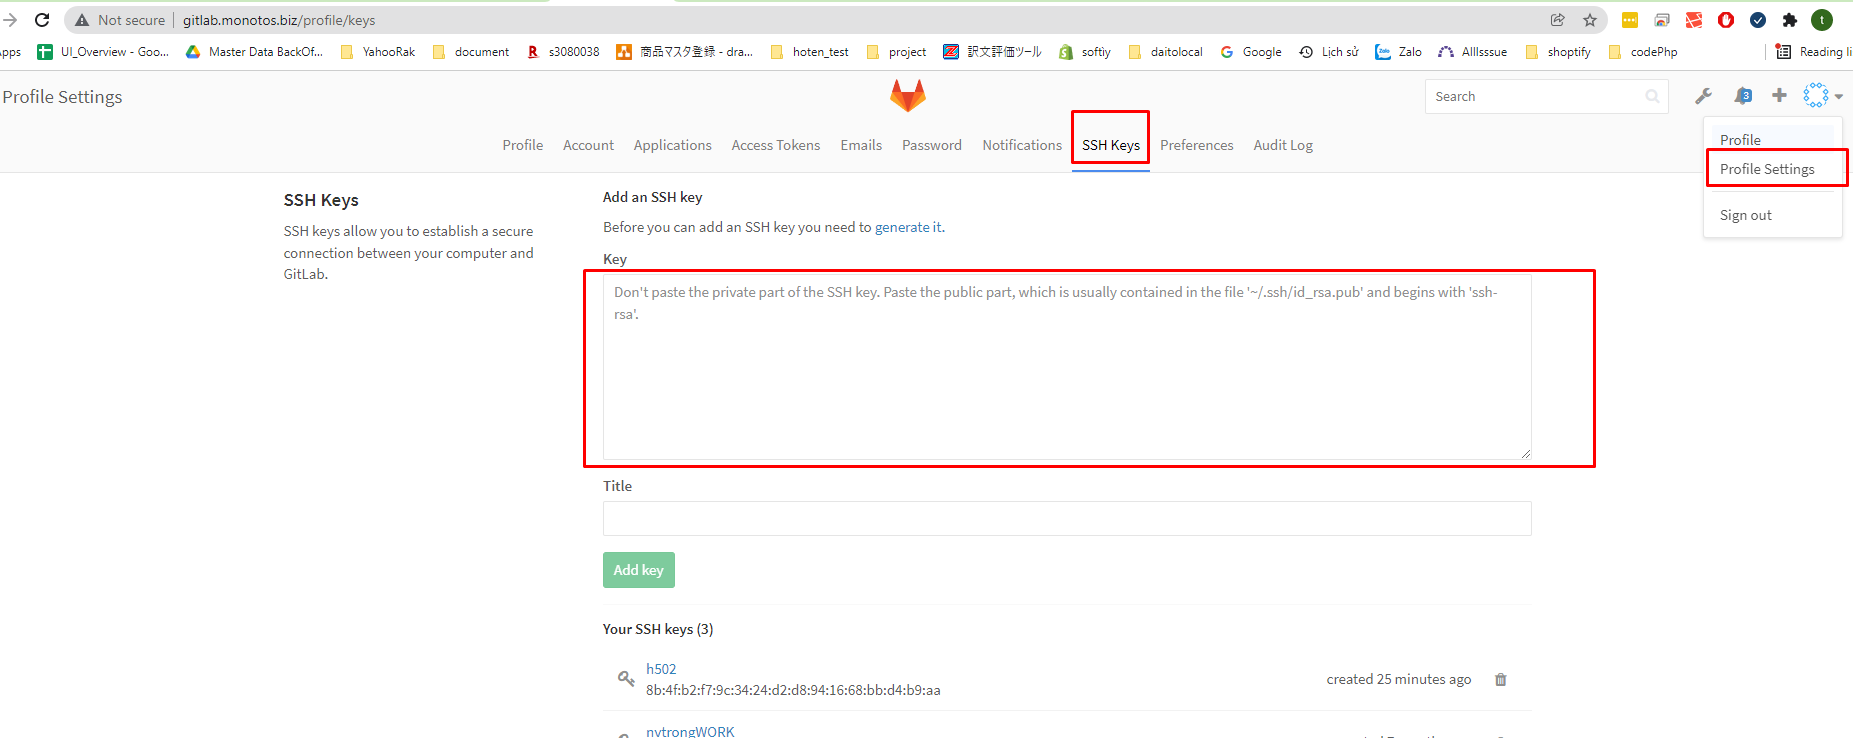 Not secure
gitlab.monotos.biz/profile/keys
t
pps
UI_Overview - Goo...
Master Data BackOf...
YahooRak
document
s3080038
商品マスタ登録 - dra...
hoten_test
project
訳文評価ツール
softiy
daitolocal
Google
Lịch sử
Zalo
AllIsssue
shoptify
codePhp
Reading li
Profile Settings
Search
3
Profile
Account
Applications
Access Tokens
Emails
Password
Notifications
SSH Keys
Preferences
Audit Log
Profile
Profile Settings
Sign out
SSH Keys
SSH keys allow you to establish a secure
connection between your computer and
GitLab.
Add an SSH key
Before you can add an SSH key you need to generate it.
Key
Don't paste the private part of the SSH key. Paste the public part, which is usually contained in the file '~/.ssh/id_rsa.pub' and begins with 'ssh-
rsa'.
Title
Add key
Your SSH keys (3)
h502
8b:4f:b2:f7:9c:34:24:d2:d8:94:16:68:bb:d4:b9:aa
created 25 minutes ago
nvtrongWORK